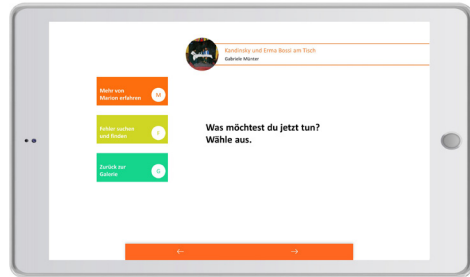 Kandinsky und Erma Bossi am Tisch
Gabriele Münter
Mehr von
Marion erfahren
M
Fehler suchen
und finden
F
Zurück zur
Galerie
G
Was möchtest du jetzt tun?
Wähle aus.
← →